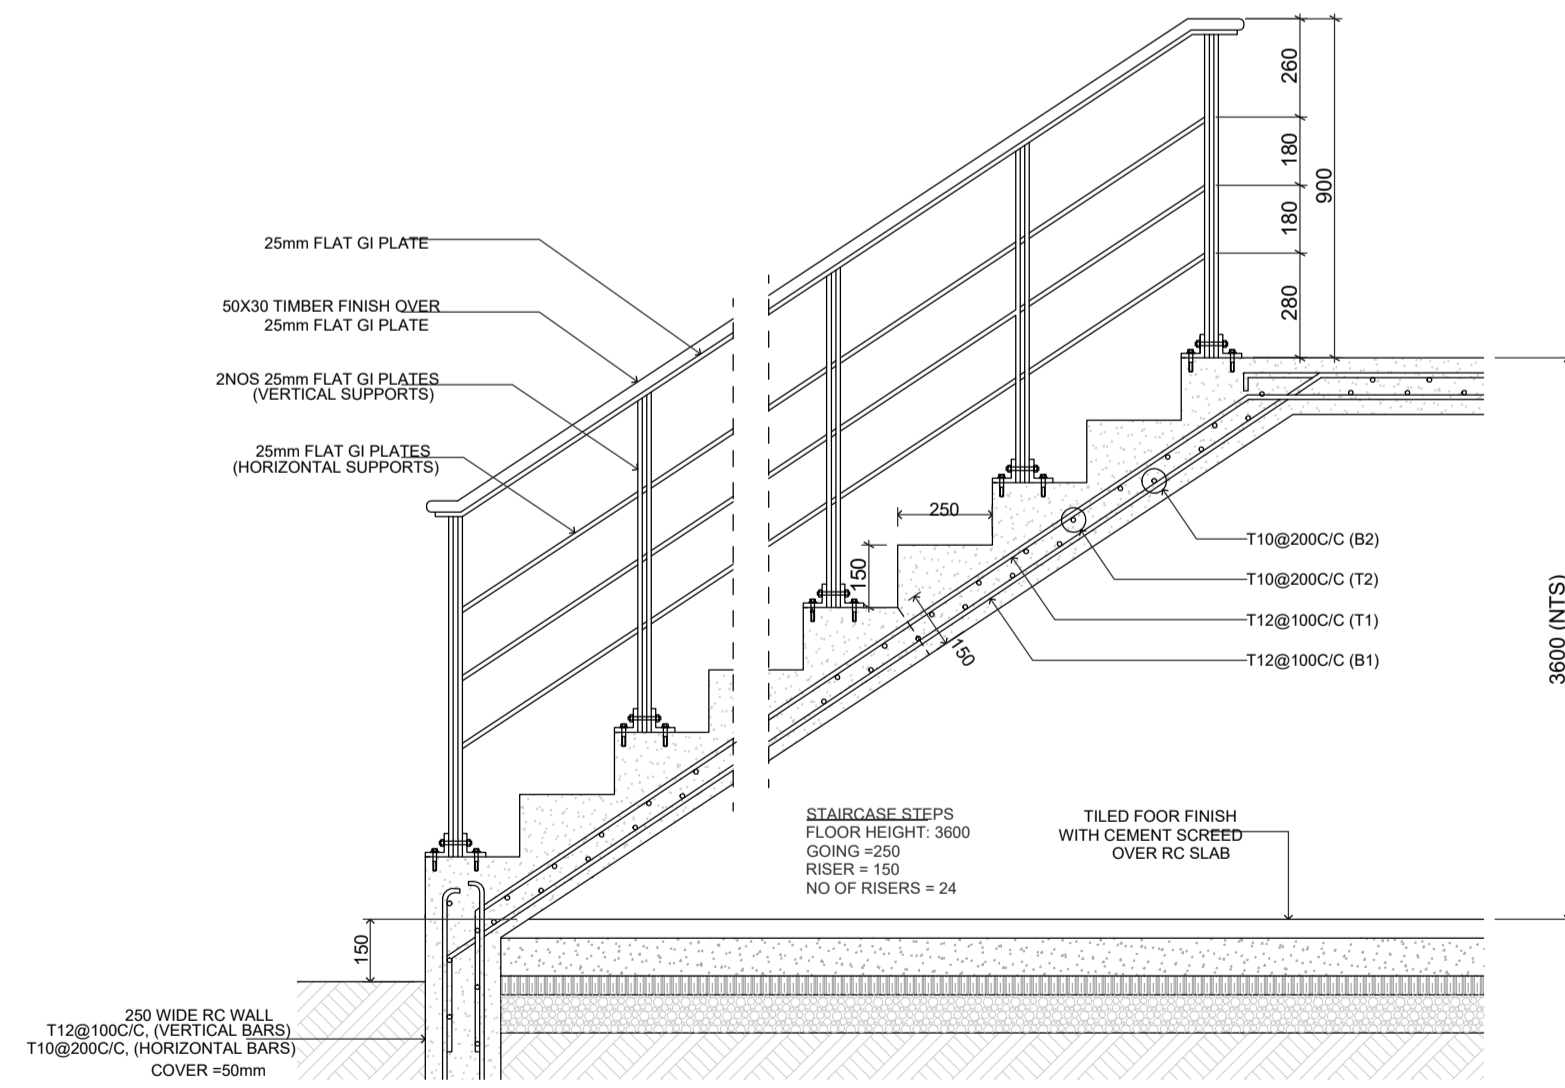 260
180
180
280
900
25mm FLAT GI PLATE
50X30 TIMBER FINISH OVER
25mm FLAT GI PLATE
2NOS 25mm FLAT GI PLATES
(VERTICAL SUPPORTS)
25mm FLAT GI PLATES
(HORIZONTAL SUPPORTS)
250
150
150
T10@200C/C (B2)
T10@200C/C (T2)
T12@100C/C (T1)
T12@100C/C (B1)
3600 (NTS)
STAIRCASE STEPS
FLOOR HEIGHT: 3600
GOING =250
RISER = 150
NO OF RISERS = 24
TILED FOOR FINISH
WITH CEMENT SCREED
OVER RC SLAB
150
250 WIDE RC WALL
T12@100C/C, (VERTICAL BARS)
T10@200C/C, (HORIZONTAL BARS)
COVER =50mm